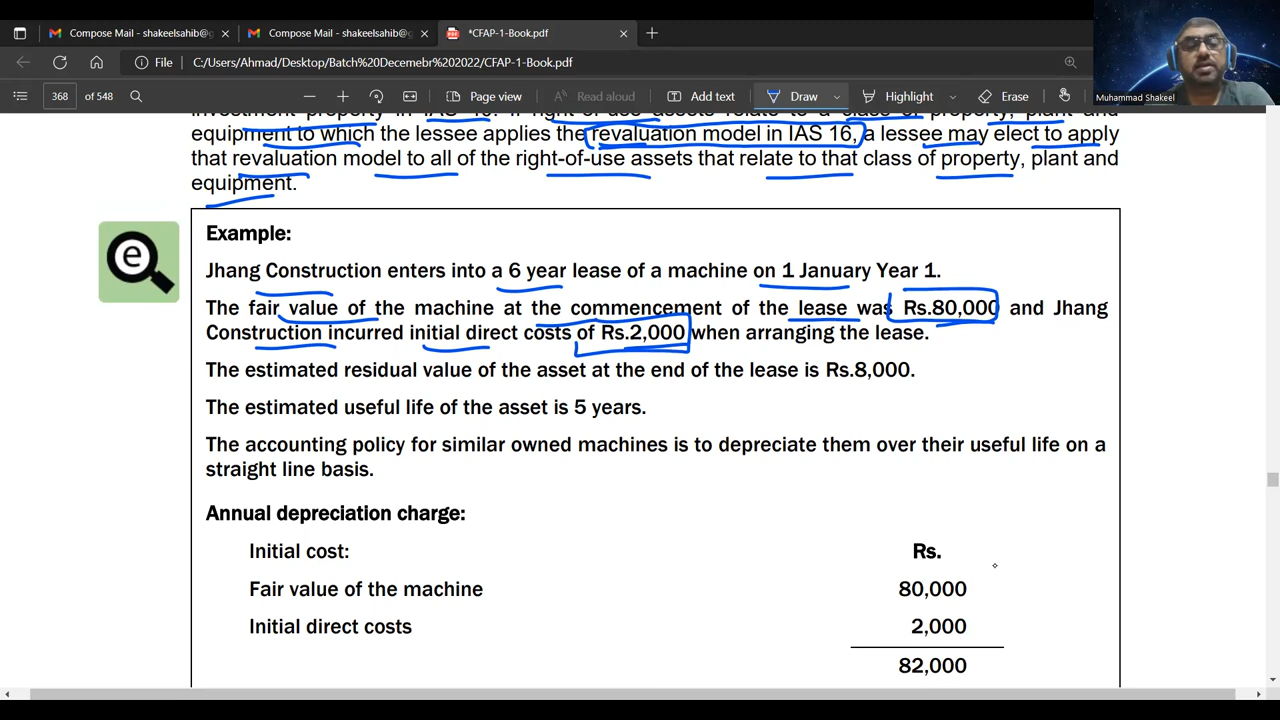 Compose Mail - shakeelsahib@g
Compose Mail - shakeelsahib@g
*CFAP-1-Book.pdf
File
C:/Users/Ahmad/Desktop/Batch%20Decemebr%202022/CFAP-1-Book.pdf
368 of 548
Page view
Read aloud
Add text
Draw
Highlight
Erase
Muhammad Shakeel
equipment to which the lessee applies the revaluation model in IAS 16, a lessee may elect to apply
that revaluation model to all of the right-of-use assets that relate to that class of property, plant and
equipment.
e
Example:
Jhang Construction enters into a 6 year lease of a machine on 1 January Year 1.
The fair value of the machine at the commencement of the lease was Rs.80,000 and Jhang
Construction incurred initial direct costs of Rs.2,000 when arranging the lease.
The estimated residual value of the asset at the end of the lease is Rs.8,000.
The estimated useful life of the asset is 5 years.
The accounting policy for similar owned machines is to depreciate them over their useful life on a
straight line basis.
Annual depreciation charge:
Initial cost: Rs.
Fair value of the machine 80,000
Initial direct costs 2,000
82,000